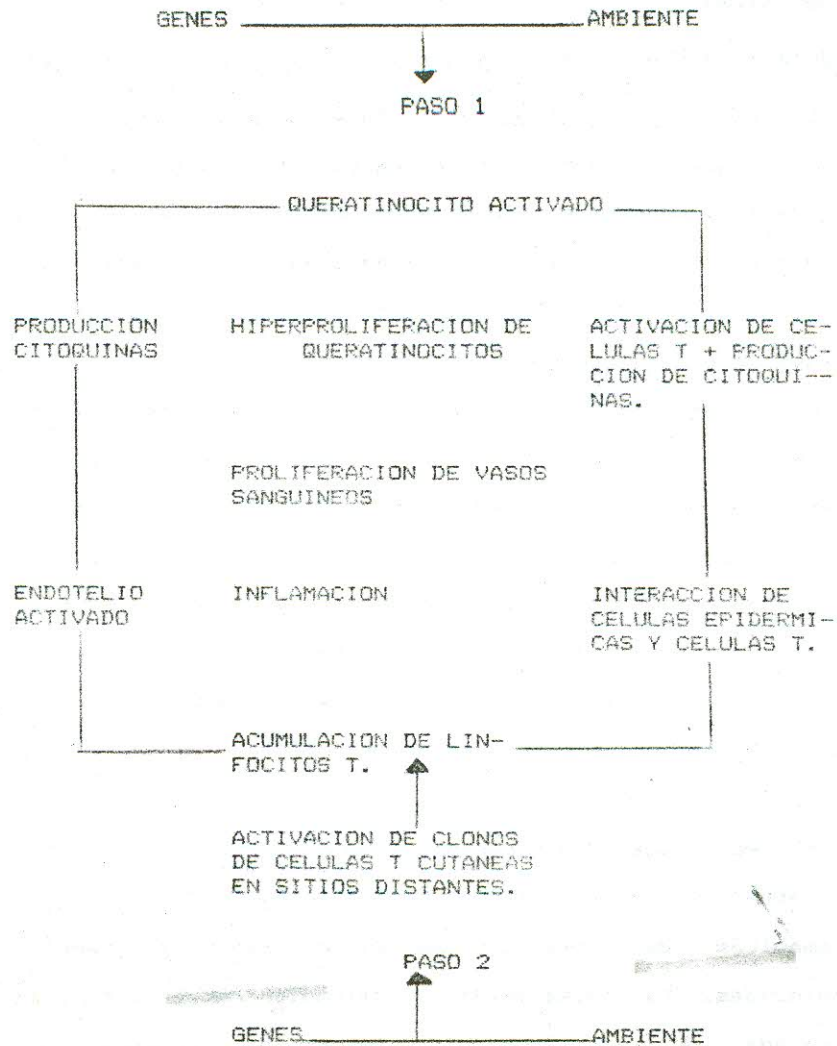 GENES AMBIENTE
PASO 1
QUERATINOCITO ACTIVADO
PRODUCCION
CITOQUINAS
HIPERPROLIFERACION DE
QUERATINOCITOS
ACTIVACION DE CE-
LULAS T + PRODUC-
CION DE CITOQUI--
NAS.
PROLIFERACION DE VASOS
SANGUINEOS
ENDOTELIO
ACTIVADO
INFLAMACION
INTERACCION DE
CELULAS EPIDERMI-
CAS Y CELULAS T.
ACUMULACION DE LIN-
FOCITOS T.
ACTIVACION DE CLONOS
DE CELULAS T CUTANEAS
EN SITIOS DISTANTES.
PASO 2
GENES AMBIENTE